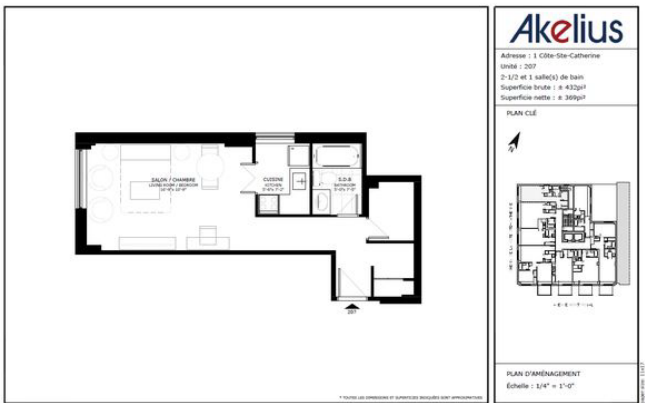 Akelius
Adresse : 1 Côte-Ste-Catherine
Unité : 207
2-1/2 et 1 salle(s) de bain
Superficie brute : ± 432pi²
Superficie nette : ± 369pi²
PLAN CLÉ
SALON / CHAMBRE
LIVING ROOM / BEDROOM
CUISINE
KITCHEN
S.D.B
BATHROOM
207
PLAN D'AMÉNAGEMENT
Échelle : 1/4" = 1'-0"
* TOUTES LES DIMENSIONS ET SUPERFICIES INDIQUÉES SONT APPROXIMATIVES